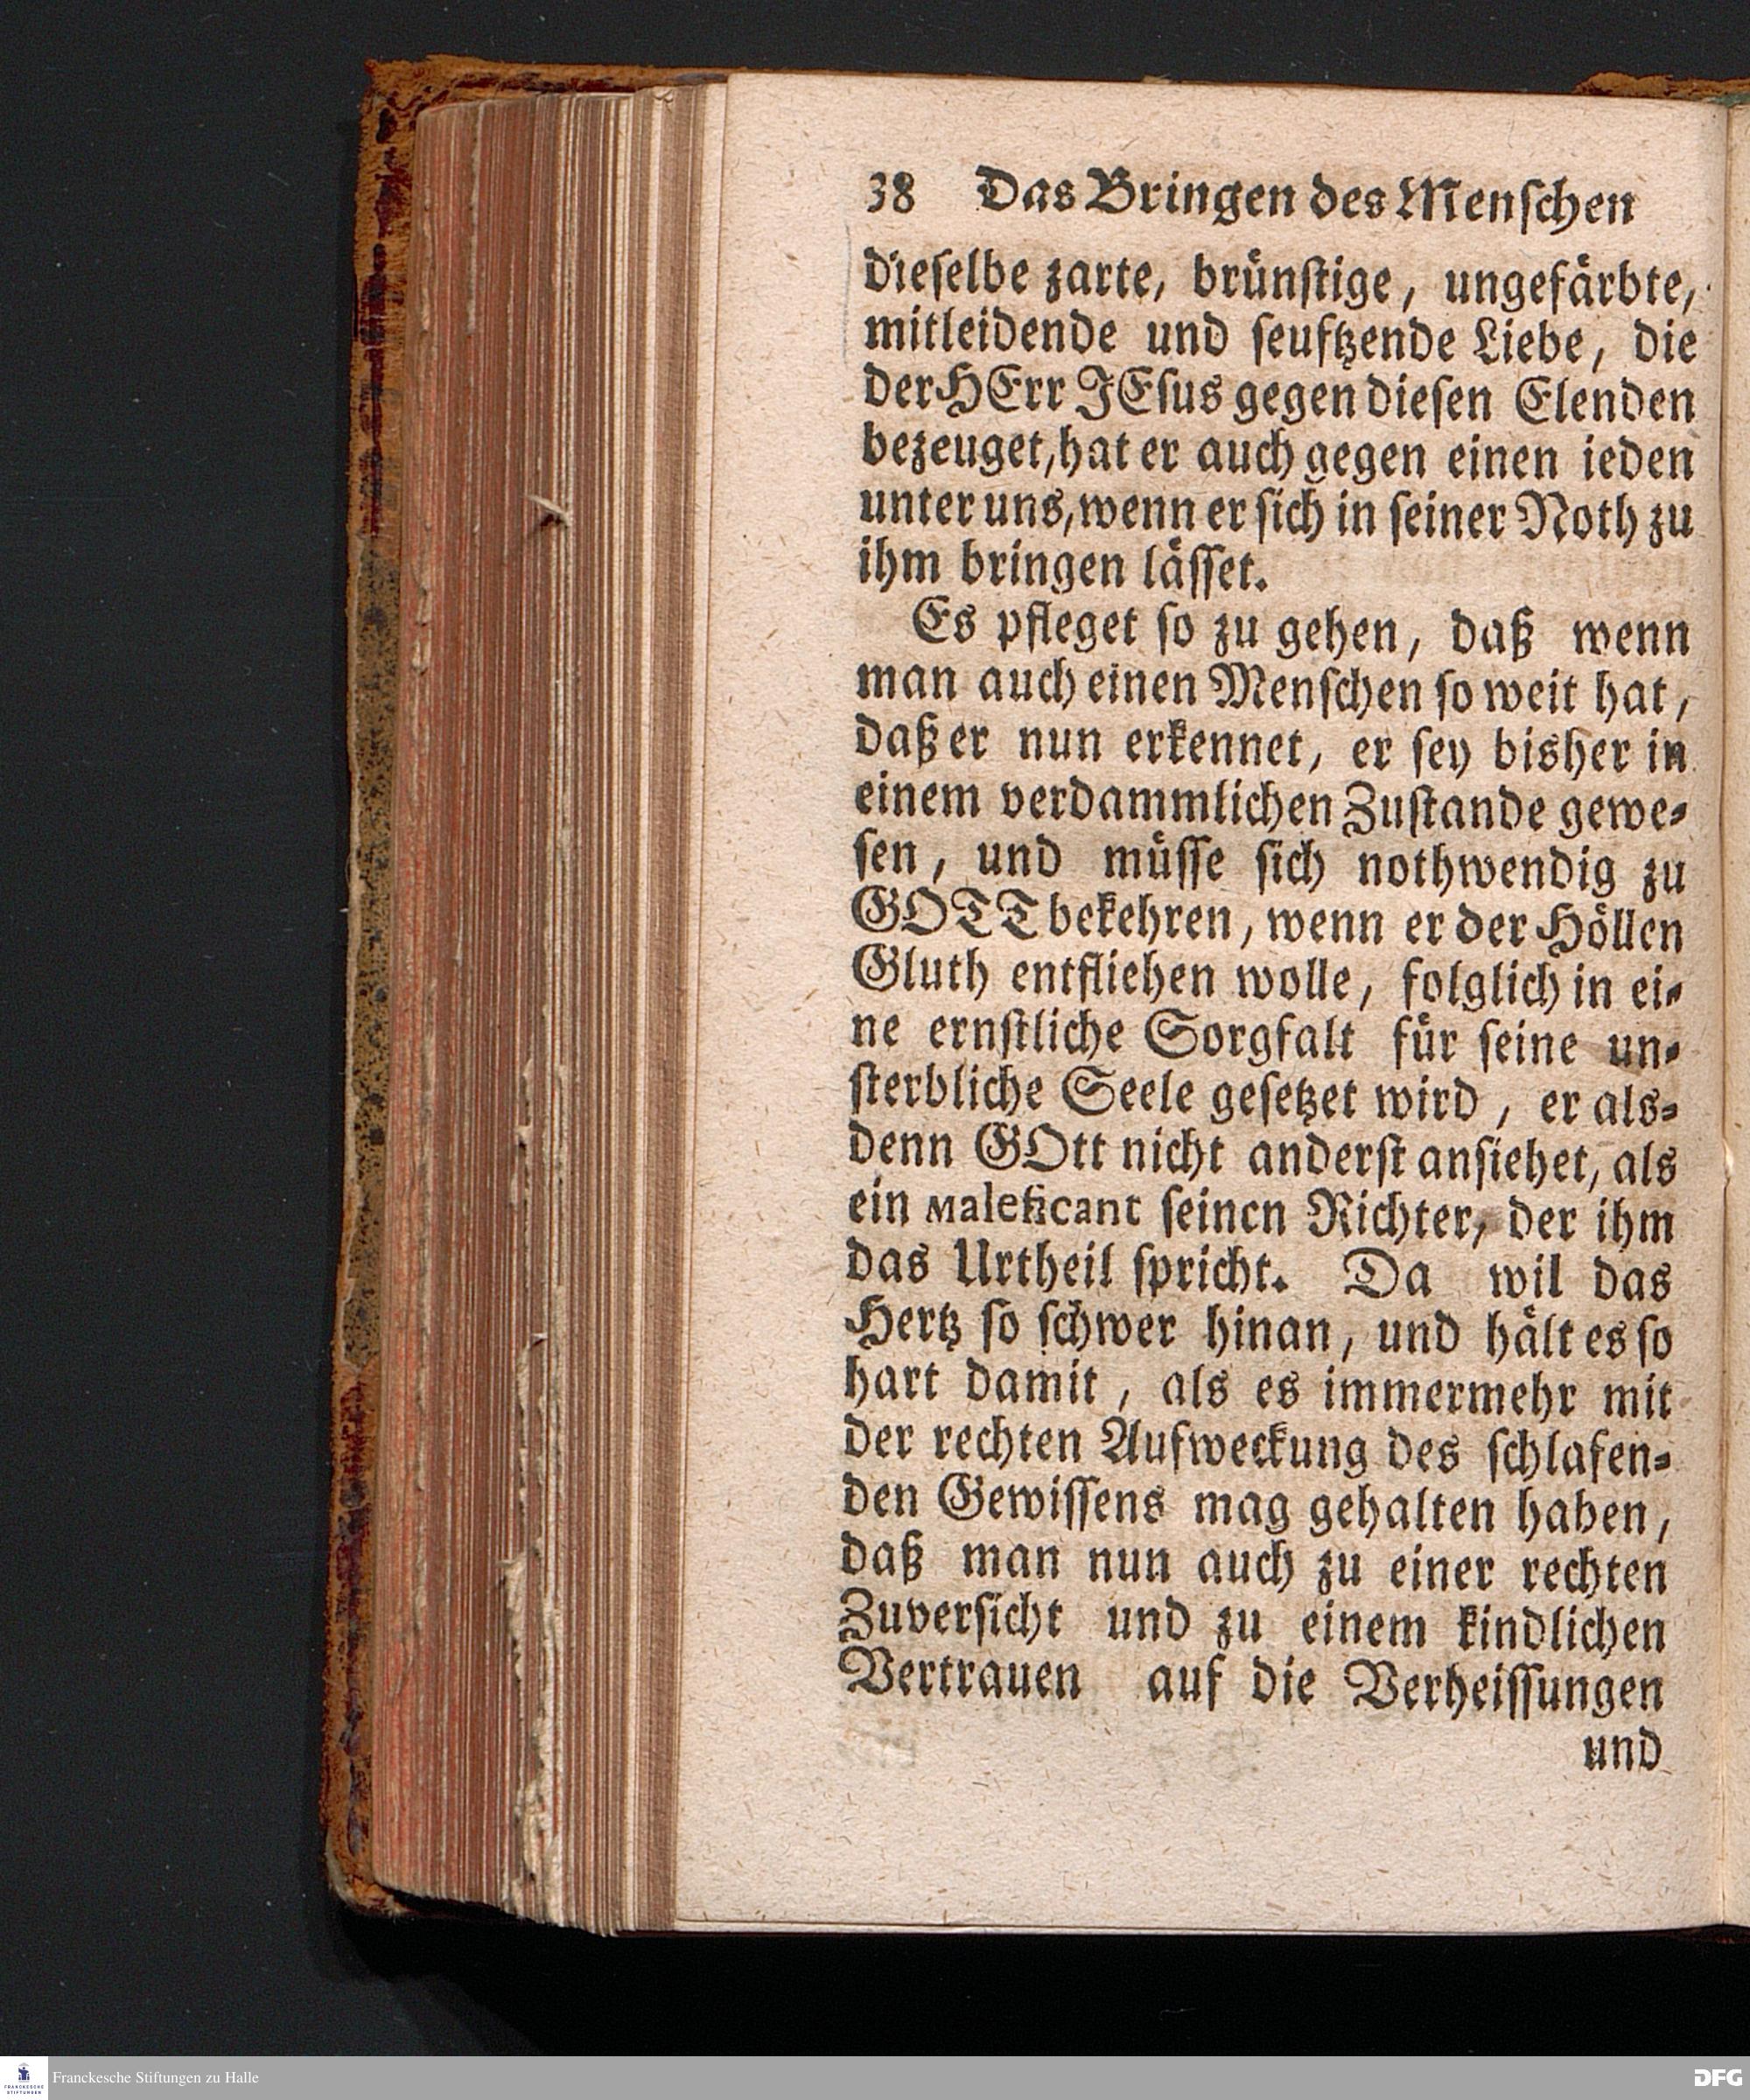 38 Das Bringen des Menſchen
dieſelbe zarte, brünſtige, ungefärbte,
mitleidende und ſeuftzende Liebe, die
der HErr JEſus gegen dieſen Elenden
bezeuget, hat er auch gegen einen ieden
unter uns, wenn er ſich in ſeiner Noth zu
ihm bringen läſſet.
Es pfleget ſo zu gehen, daß wenn
man auch einen Menſchen ſo weit hat,
daß er nun erkennet, er ſey bisher in
einem verdammlichen Zuſtande gewe-
ſen, und müſſe ſich nothwendig zu
GOTT bekehren, wenn er der Höllen
Gluth entfliehen wolle, folglich in ei-
ne ernſtliche Sorgfalt für ſeine un-
ſterbliche Seele geſetzet wird, er als-
denn GOtt nicht anderſt anſiehet, als
ein Maleficant ſeinen Richter, der ihm
das Urtheil ſpricht. Da wil das
Hertz ſo ſchwer hinan, und hält es ſo
hart damit, als es immermehr mit
der rechten Aufweckung des ſchlafen-
den Gewiſſens mag gehalten haben,
daß man nun auch zu einer rechten
Zuverſicht und zu einem kindlichen
Vertrauen auf die Verheiſſungen
und
FRANCKESCHE
STIFTUNGEN
Franckesche Stiftungen zu Halle
DFG